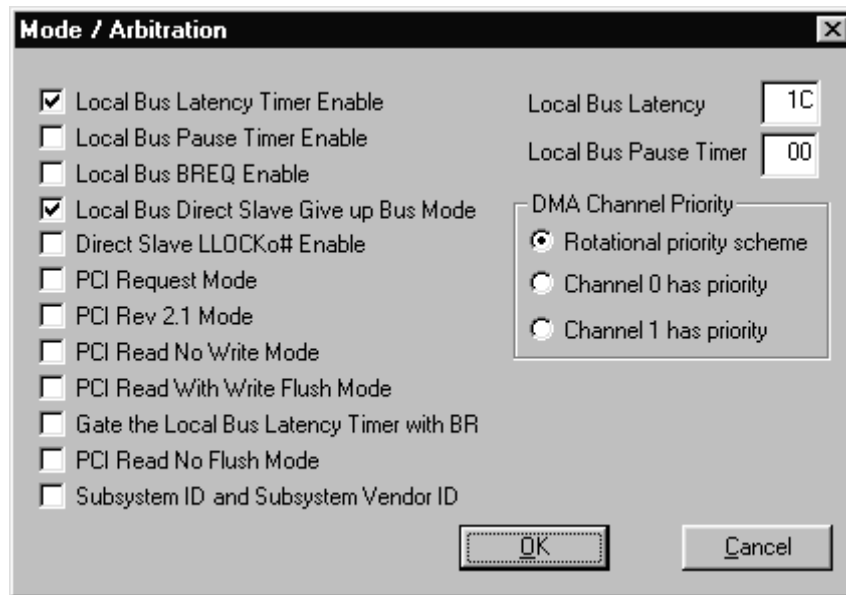 Mode / Arbitration
Local Bus Latency Timer Enable
Local Bus Pause Timer Enable
Local Bus BREQ Enable
Local Bus Direct Slave Give up Bus Mode
Direct Slave LLOCKo# Enable
PCI Request Mode
PCI Rev 2.1 Mode
PCI Read No Write Mode
PCI Read With Write Flush Mode
Gate the Local Bus Latency Timer with BR
PCI Read No Flush Mode
Subsystem ID and Subsystem Vendor ID
Local Bus Latency 1C
Local Bus Pause Timer 00
DMA Channel Priority
Rotational priority scheme
Channel 0 has priority
Channel 1 has priority
OK Cancel